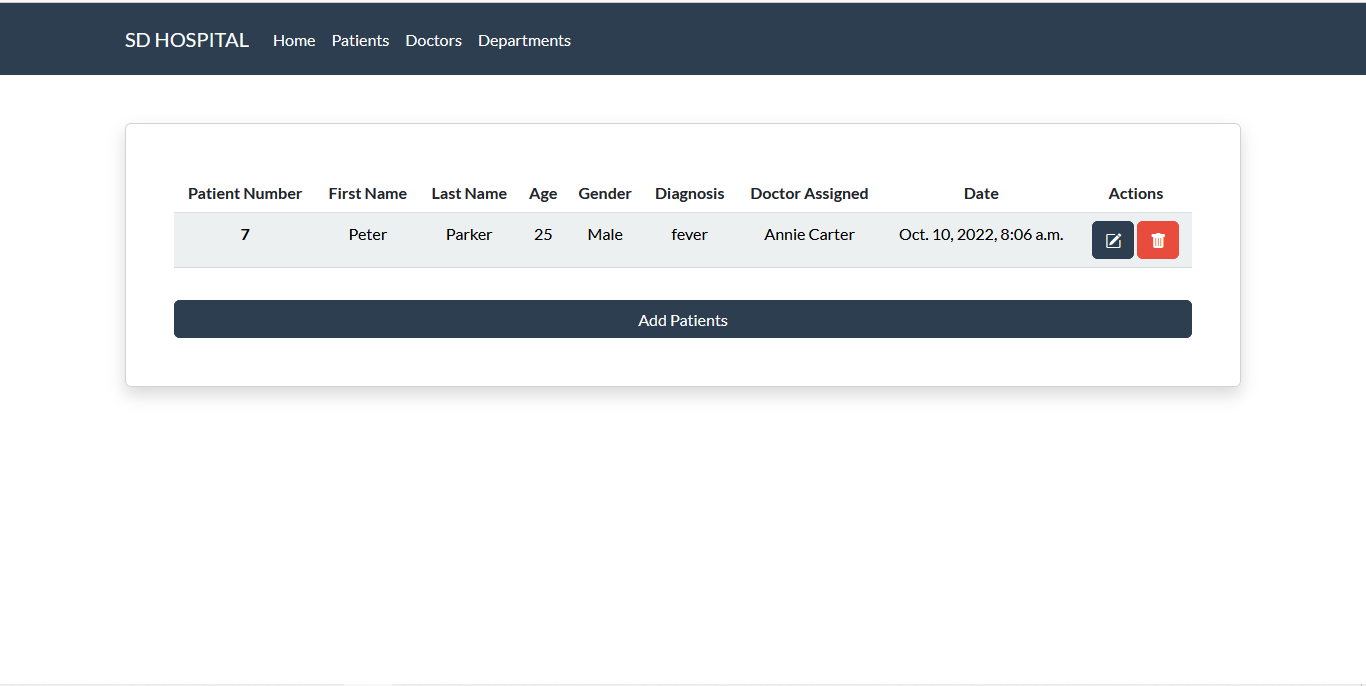 SD HOSPITAL Home Patients Doctors Departments
Patient Number First Name Last Name Age Gender Diagnosis Doctor Assigned Date Actions
7 Peter Parker 25 Male fever Annie Carter Oct. 10, 2022, 8:06 a.m.
Add Patients